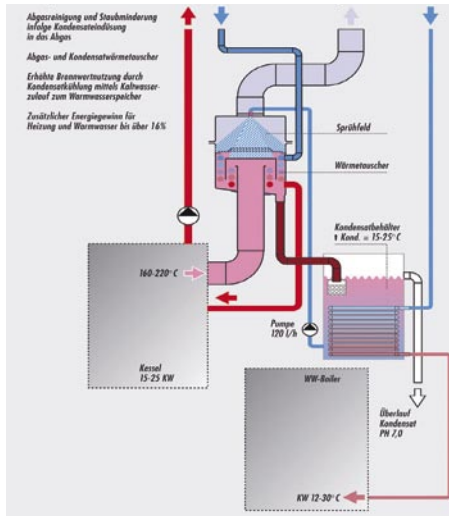 Abgasreinigung und Staubminderung
infolge Kondensateindüsung
in das Abgas
Abgas- und Kondensatwärmetauscher
Erhöhte Brennwertnutzung durch
Kondensatkühlung mittels Kaltwasser-
zulauf zum Warmwasserspeicher
Zusätzlicher Energiegewinn für
Heizung und Warmwasser bis über 16%
Sprühfeld
Wärmetauscher
Kondensatbehälter
t Kond. = 15-25° C
160-220° C
Pumpe
120 l/h
Kessel
15-25 KW
WW-Boiler
Überlauf
Kondensat
PH 7,0
KW 12-30° C